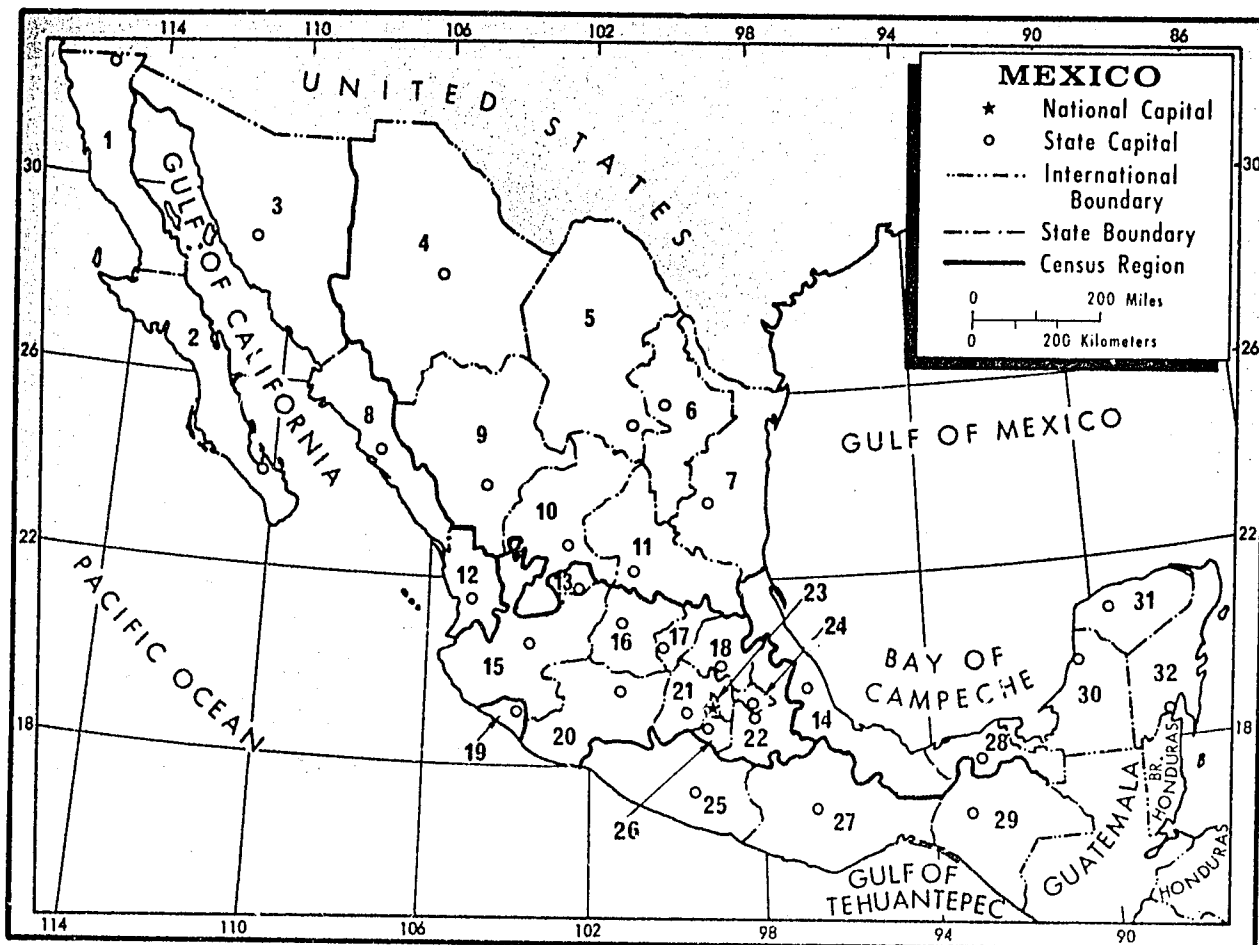 114 110 106 102 98 94 90 86
UNITED STATES
MEXICO
National Capital
State Capital
International
Boundary
State Boundary
Census Region
0 200 Miles
0 200 Kilometers
30 30
26 26
22 22
18 18
GULF OF CALIFORNIA
GULF OF MEXICO
PACIFIC OCEAN
BAY OF
CAMPECHE
GULF OF
TEHUANTEPEC
GUATEMALA
BR.
HONDURAS
HONDURAS
1
2
3
4
5
6
7
8
9
10
11
12
13
14
15
16
17
18
19
20
21
22
23
24
25
26
27
28
29
30
31
32
114 110 106 102 98 94 90